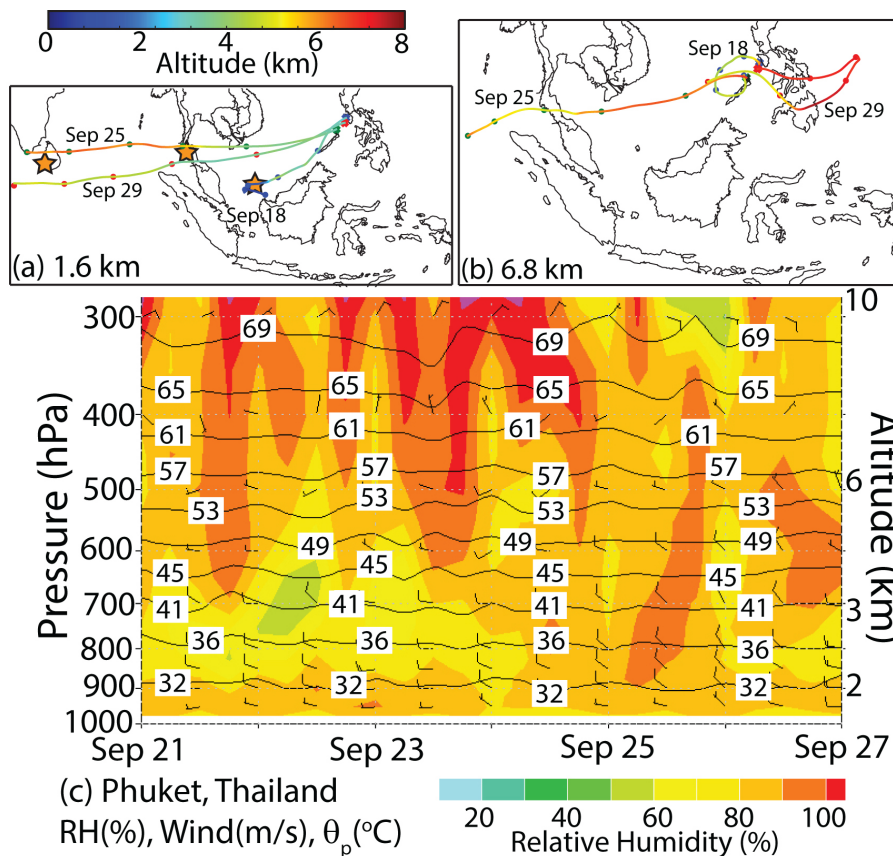 0 2 4 6 8
Altitude (km)
Sep 25
Sep 29
Sep 18
(a) 1.6 km
Sep 18
Sep 25
Sep 29
(b) 6.8 km
Pressure (hPa)
300
400
500
600
700
800
900
1000
69 69 69
65 65 65 65
61 61 61 61
57 57 57 57
53 53 53 53
49 49 49
45 45 45 45
41 41 41 41
36 36 36 36
32 32 32 32
10
6
3
2
Altitude (km)
Sep 21 Sep 23 Sep 25 Sep 27
(c) Phuket, Thailand
RH(%), Wind(m/s), θp(°C)
20 40 60 80 100
Relative Humidity (%)